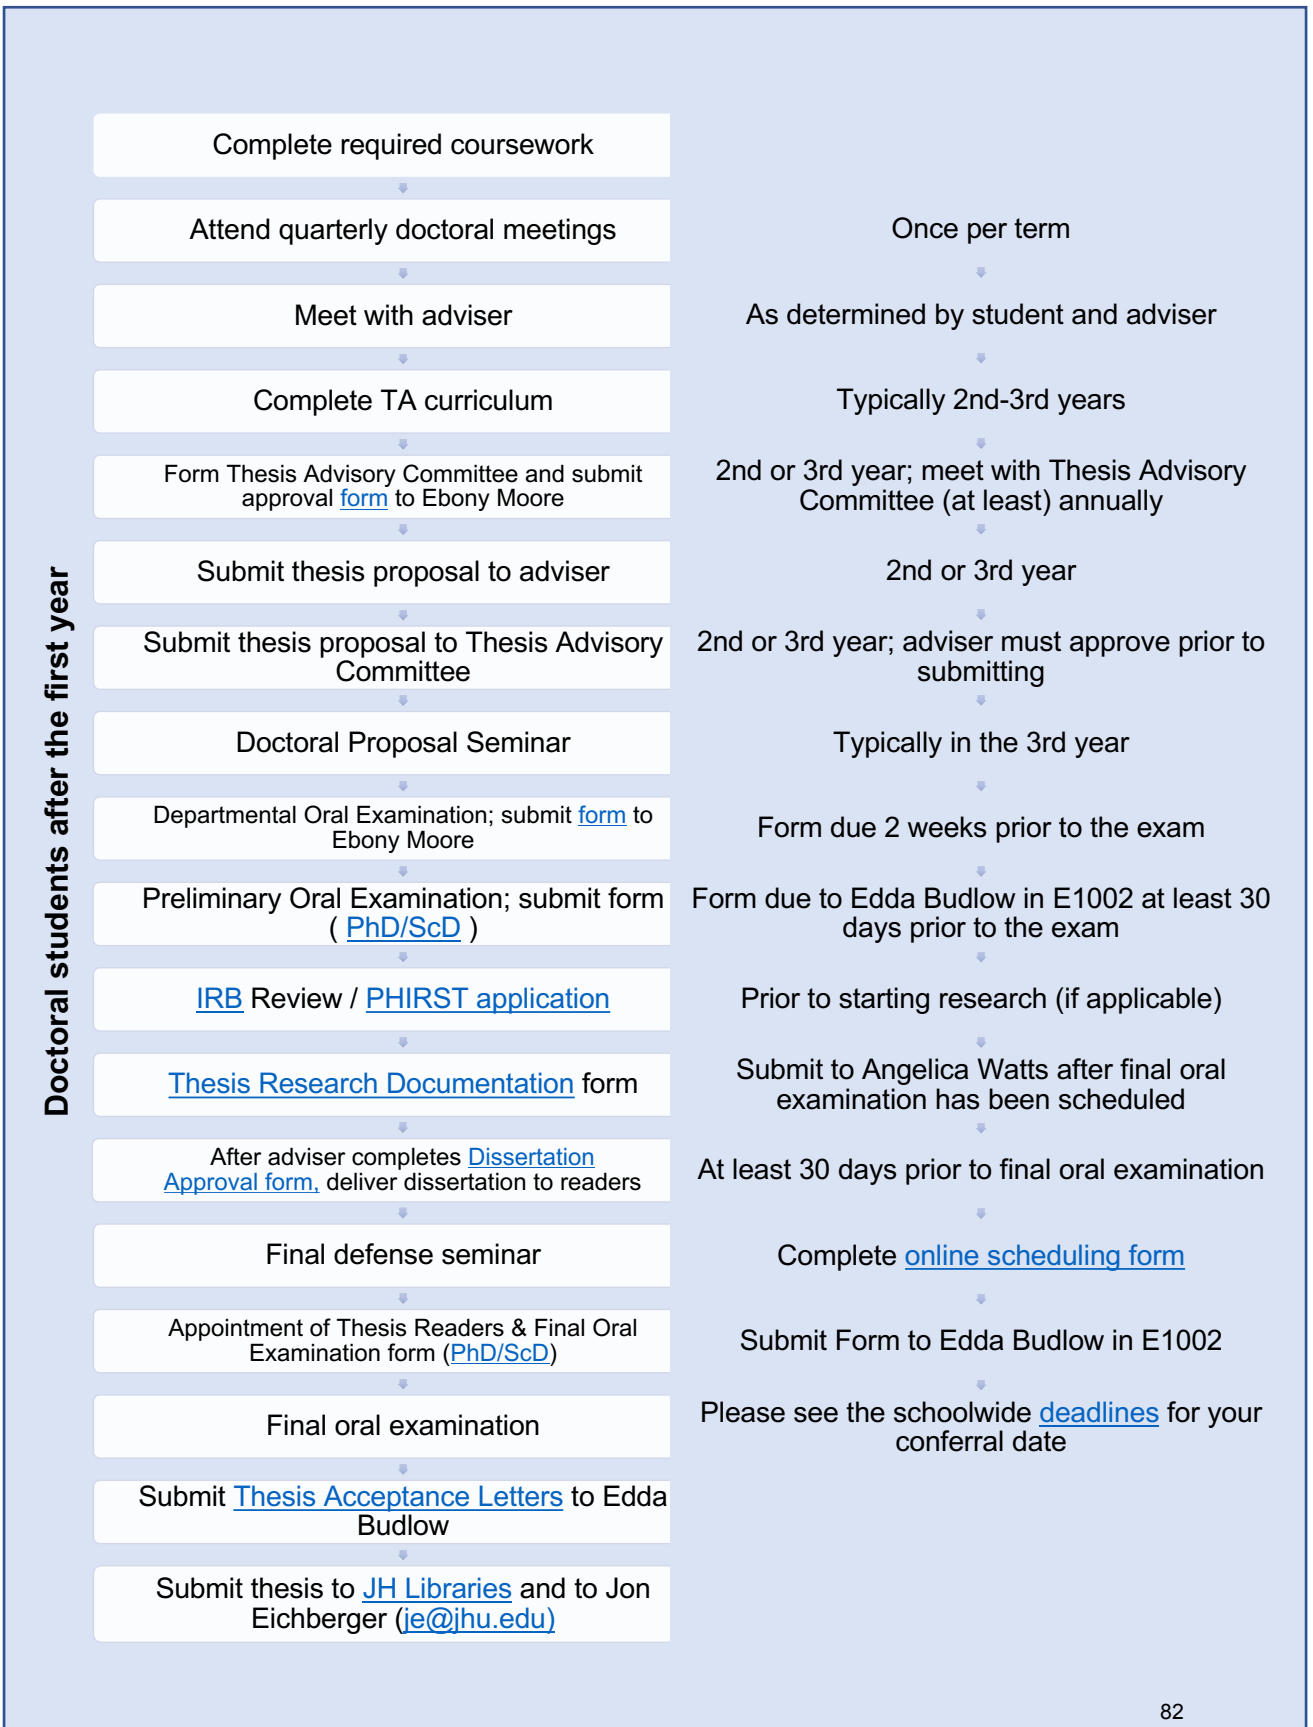 Doctoral students after the first year
Complete required coursework
Attend quarterly doctoral meetings
Once per term
Meet with adviser
As determined by student and adviser
Complete TA curriculum
Typically 2nd-3rd years
Form Thesis Advisory Committee and submit
approval form to Ebony Moore
2nd or 3rd year; meet with Thesis Advisory
Committee (at least) annually
Submit thesis proposal to adviser
2nd or 3rd year
Submit thesis proposal to Thesis Advisory
Committee
2nd or 3rd year; adviser must approve prior to
submitting
Doctoral Proposal Seminar
Typically in the 3rd year
Departmental Oral Examination; submit form to
Ebony Moore
Form due 2 weeks prior to the exam
Preliminary Oral Examination; submit form
( PhD/ScD )
Form due to Edda Budlow in E1002 at least 30
days prior to the exam
IRB Review / PHIRST application
Prior to starting research (if applicable)
Thesis Research Documentation form
Submit to Angelica Watts after final oral
examination has been scheduled
After adviser completes Dissertation
Approval form, deliver dissertation to readers
At least 30 days prior to final oral examination
Final defense seminar
Complete online scheduling form
Appointment of Thesis Readers & Final Oral
Examination form (PhD/ScD)
Submit Form to Edda Budlow in E1002
Final oral examination
Please see the schoolwide deadlines for your
conferral date
Submit Thesis Acceptance Letters to Edda
Budlow
Submit thesis to JH Libraries and to Jon
Eichberger (je@jhu.edu)
82